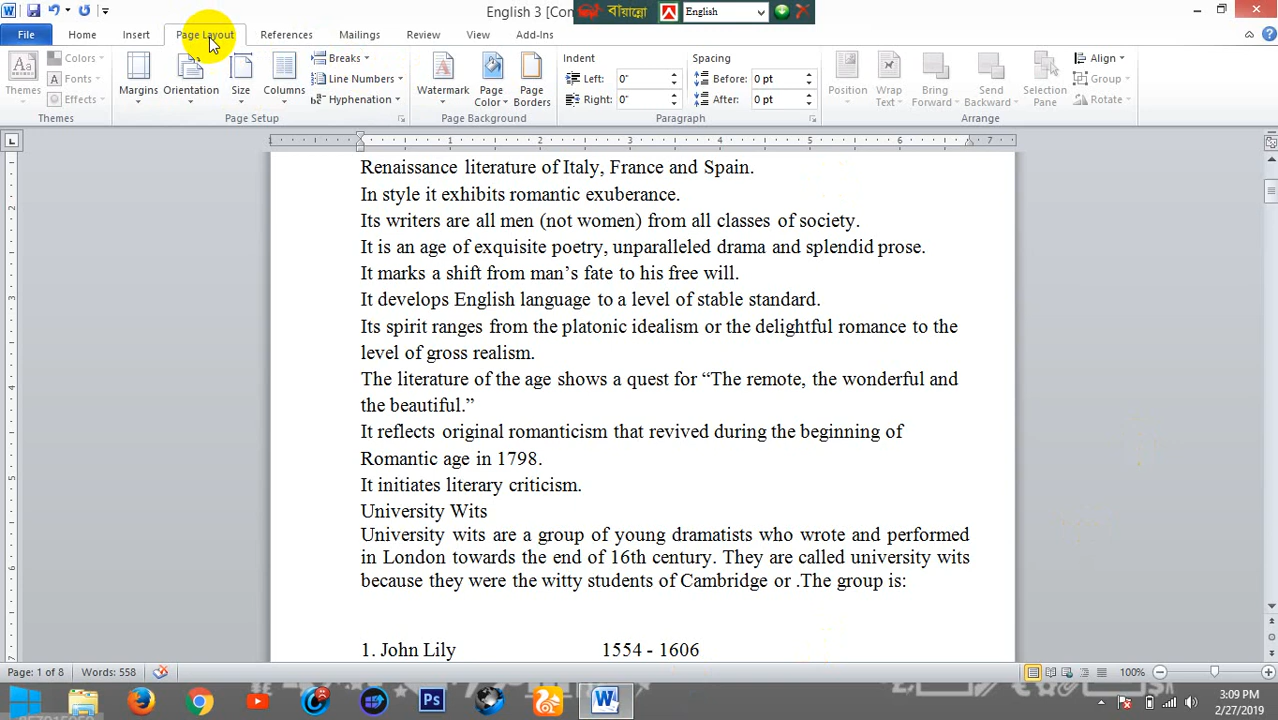 English 3 [Com
বায়ান্নো
English
File
Home
Insert
Page Layout
References
Mailings
Review
View
Add-Ins
Themes
Colors
Fonts
Effects
Themes
Margins
Orientation
Size
Columns
Breaks
Line Numbers
Hyphenation
Page Setup
Watermark
Page Color
Page Borders
Page Background
Indent
Left: 0"
Right: 0"
Spacing
Before: 0 pt
After: 0 pt
Paragraph
Position
Wrap Text
Bring Forward
Send Backward
Selection Pane
Align
Group
Rotate
Arrange
1 1 2 3 4 5 6 7
Renaissance literature of Italy, France and Spain.
In style it exhibits romantic exuberance.
Its writers are all men (not women) from all classes of society.
It is an age of exquisite poetry, unparalleled drama and splendid prose.
It marks a shift from man’s fate to his free will.
It develops English language to a level of stable standard.
Its spirit ranges from the platonic idealism or the delightful romance to the
level of gross realism.
The literature of the age shows a quest for “The remote, the wonderful and
the beautiful.”
It reflects original romanticism that revived during the beginning of
Romantic age in 1798.
It initiates literary criticism.
University Wits
University wits are a group of young dramatists who wrote and performed
in London towards the end of 16th century. They are called university wits
because they were the witty students of Cambridge or .The group is:
1. John Lily 1554 - 1606
Page: 1 of 8
Words: 558
100%
Ps
3:09 PM
2/27/2019